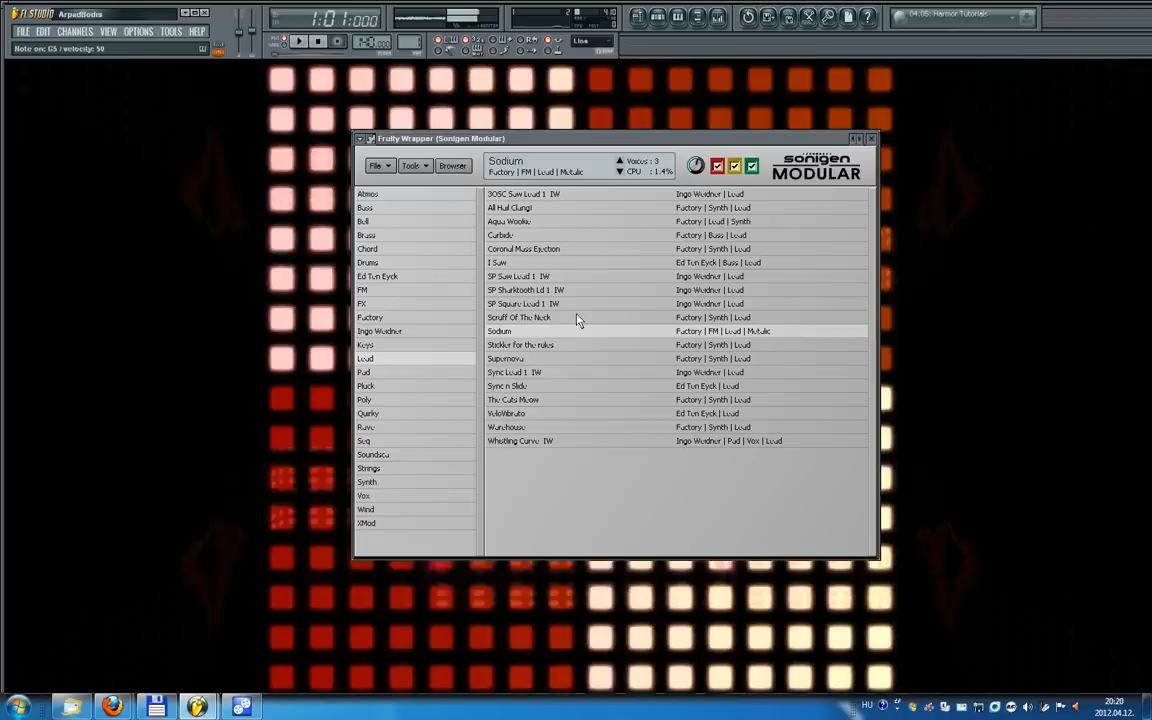 FL STUDIO ArpadBodrs
1:01:000
2
04.05: Harmor Tutorials
FILE EDIT CHANNELS VIEW OPTIONS TOOLS HELP
Line
Note on: G5 / velocity: 50
Fruity Wrapper (Sonigen Modular)
File Tools Browser
Sodium
Voices : 3
Factory | FM | Lead | Metalic
CPU : 1.4%
sonigen
MODULAR
Atmos
Bass
Bell
Brass
Chord
Drums
Ed Ten Eyck
FM
FX
Factory
Ingo Weidner
Keys
Lead
Pad
Pluck
Poly
Quirky
Rave
Seq
Soundsca
Strings
Synth
Vox
Wind
XMod
3OSC Saw Lead 1 IW Ingo Weidner | Lead
All Hail Clang! Factory | Synth | Lead
Aqua Wookie Factory | Lead | Synth
Carbide Factory | Bass | Lead
Coronal Mass Ejection Factory | Synth | Lead
I Saw Ed Ten Eyck | Bass | Lead
SP Saw Lead 1 IW Ingo Weidner | Lead
SP Sharktooth Ld 1 IW Ingo Weidner | Lead
SP Square Lead 1 IW Ingo Weidner | Lead
Scruff Of The Neck Factory | Synth | Lead
Sodium Factory | FM | Lead | Metalic
Stickler for the rules Factory | Synth | Lead
Supernova Factory | Synth | Lead
Sync Lead 1 IW Ingo Weidner | Lead
Sync n Slide Ed Ten Eyck | Lead
The Cats Meow Factory | Synth | Lead
VeloVibrato Ed Ten Eyck | Lead
Warehouse Factory | Synth | Lead
Whistling Curve IW Ingo Weidner | Pad | Vox | Lead
HU
20:20
2012.04.12.